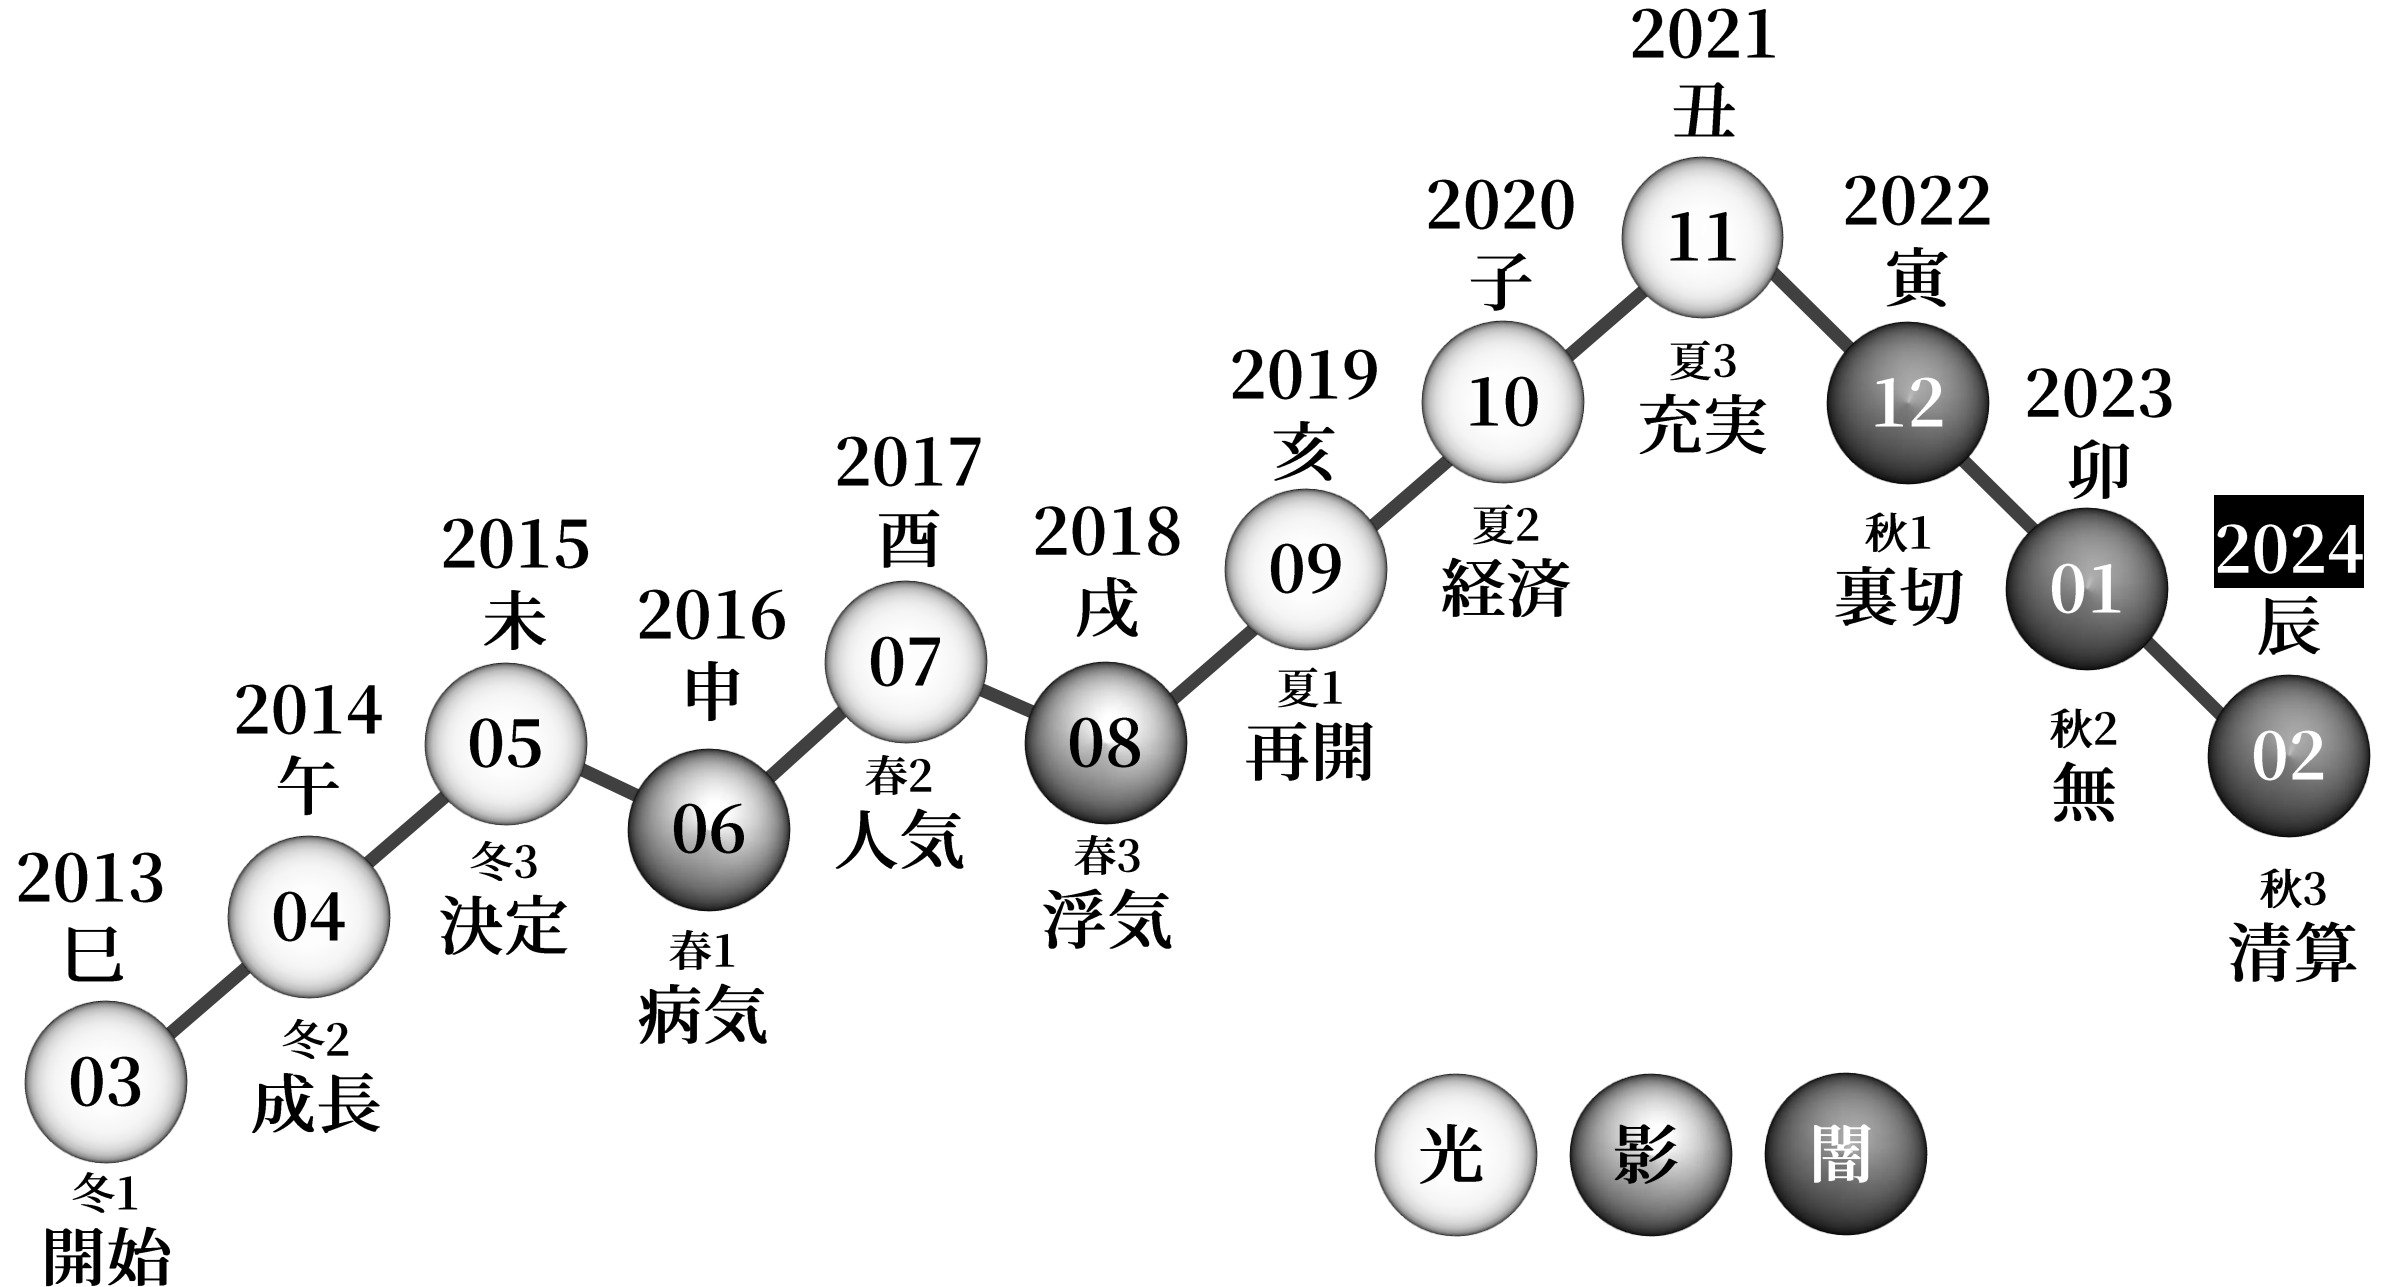 2013
巳
03
冬1
開始
2014
午
04
冬2
成長
2015
未
05
冬3
決定
2016
申
06
春1
病気
2017
酉
07
春2
人気
2018
戌
08
春3
浮気
2019
亥
09
夏1
再開
2020
子
10
夏2
経済
2021
丑
11
夏3
充実
2022
寅
12
秋1
裏切
2023
卯
01
秋2
無
2024
辰
02
秋3
清算
光
影
闇